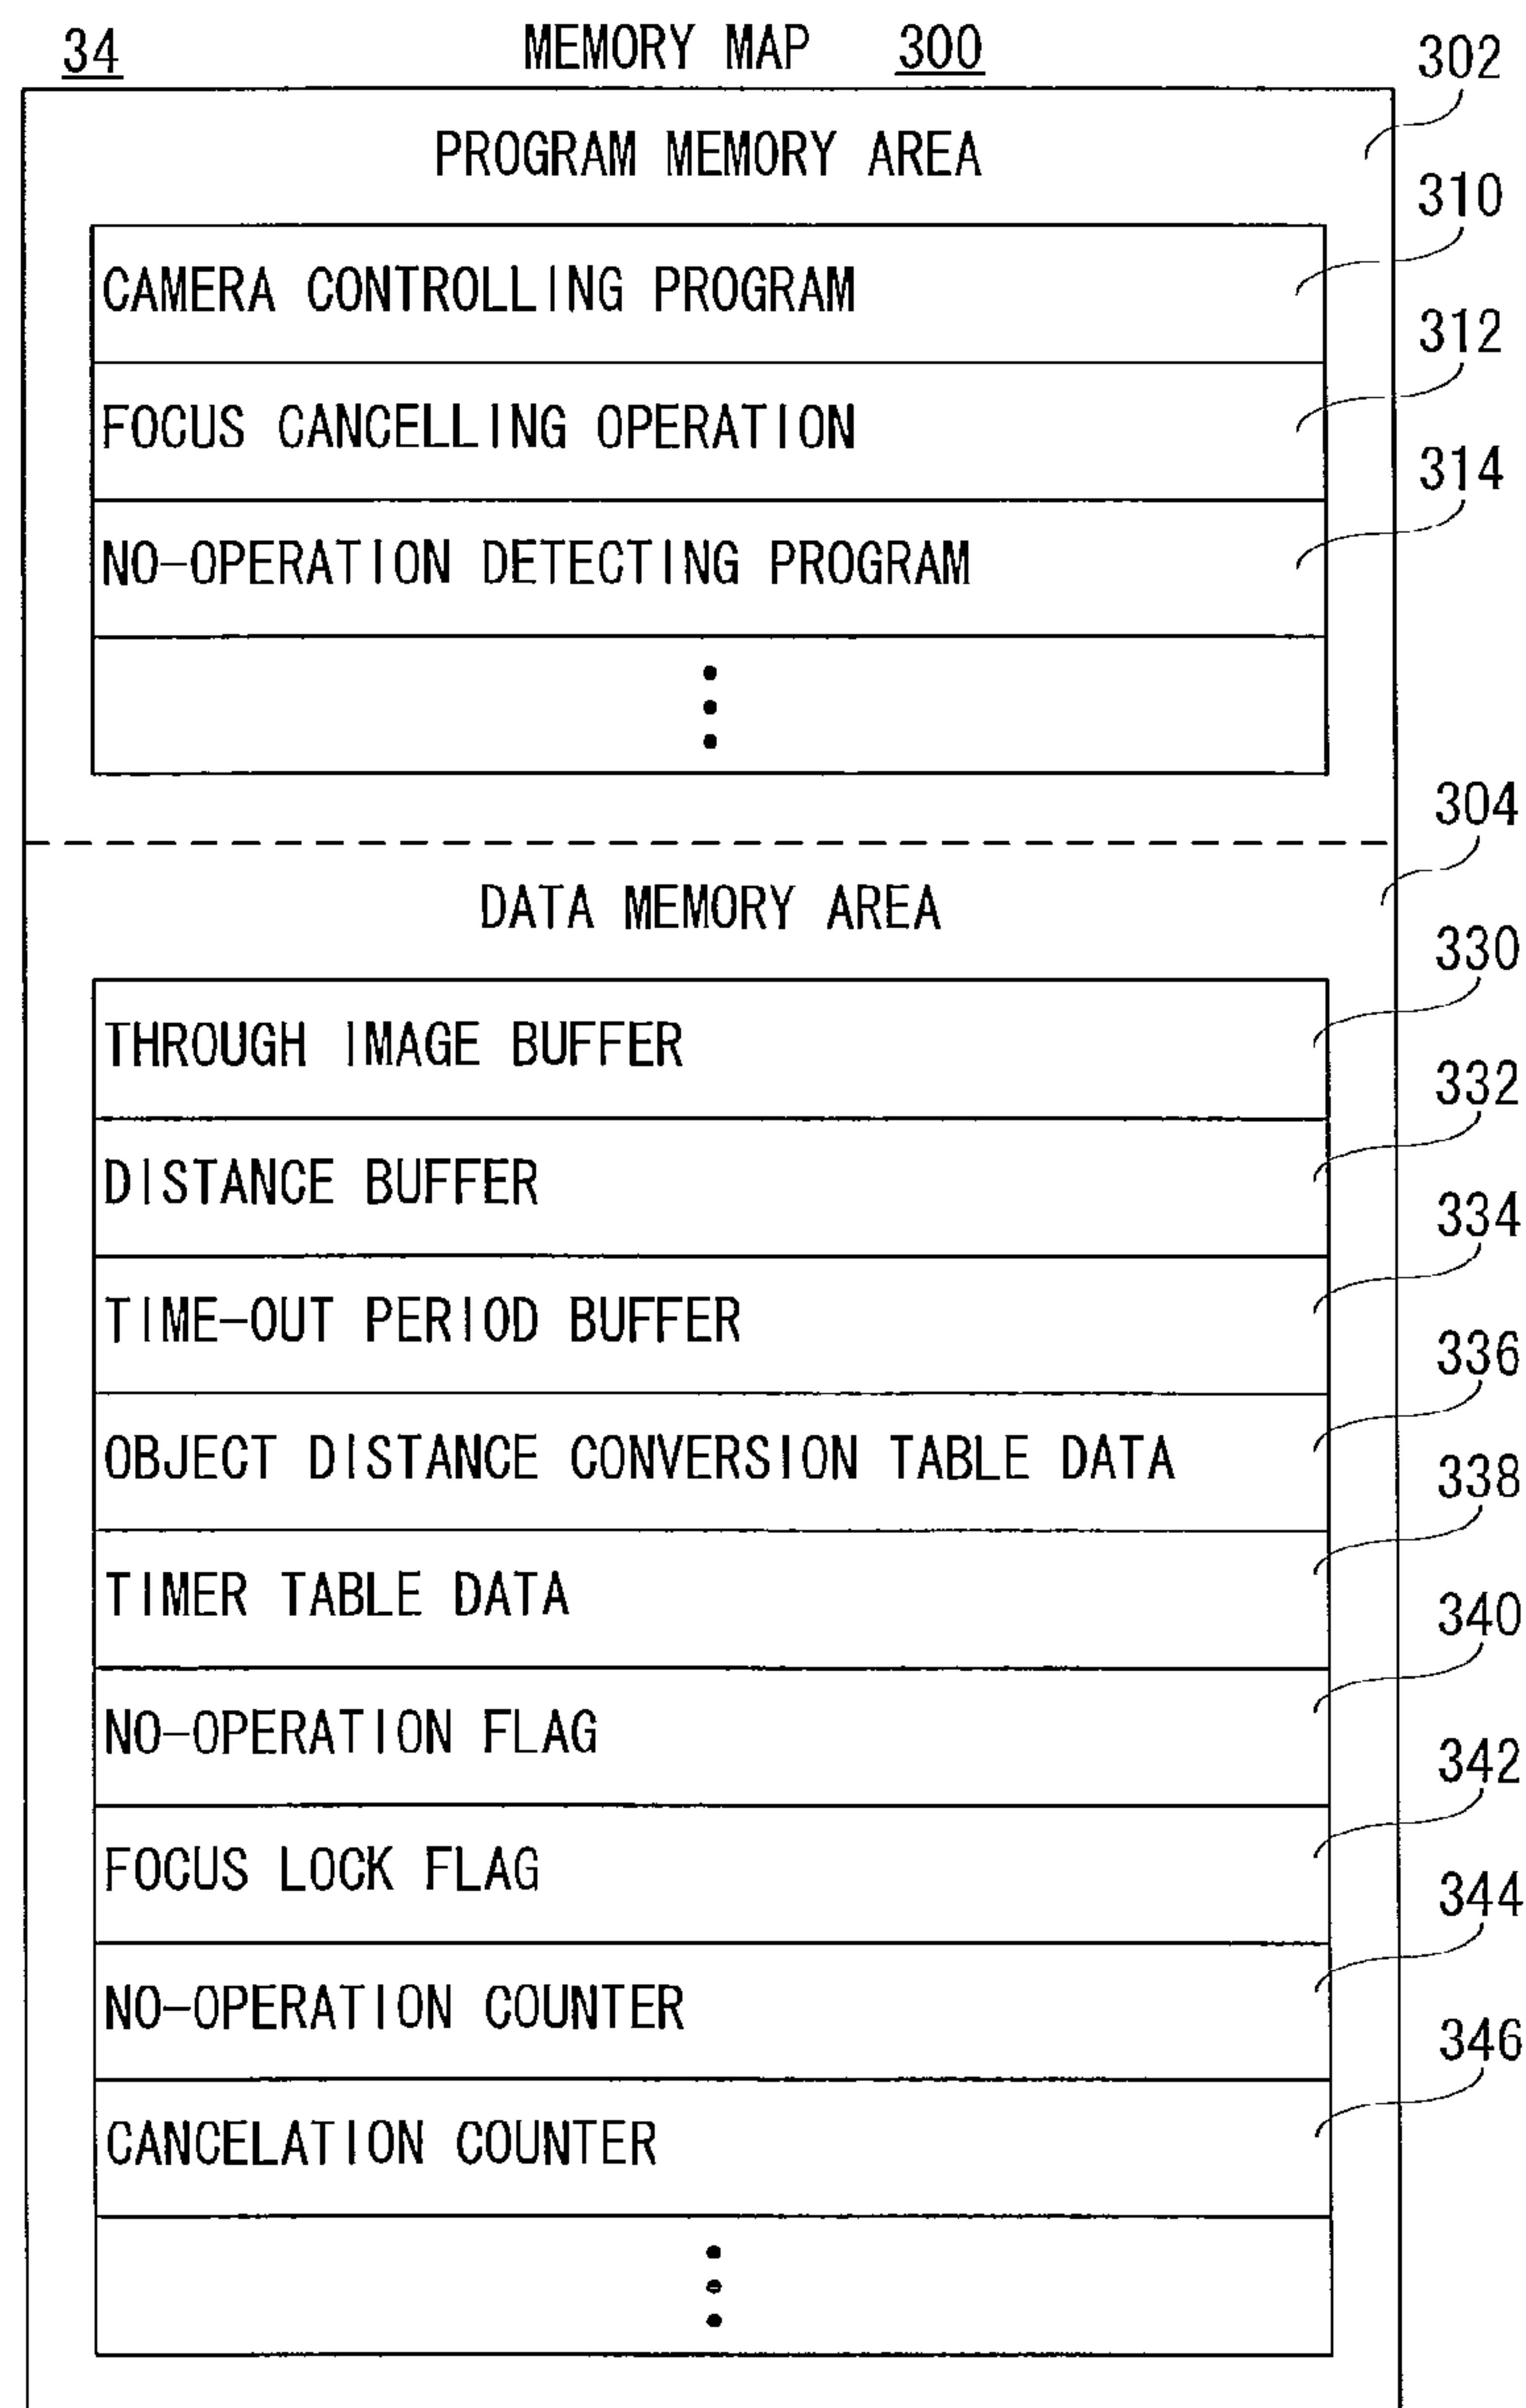 34 MEMORY MAP 300
302
PROGRAM MEMORY AREA
310
CAMERA CONTROLLING PROGRAM
312
FOCUS CANCELLING OPERATION
314
NO-OPERATION DETECTING PROGRAM
304
DATA MEMORY AREA
330
THROUGH IMAGE BUFFER
332
DISTANCE BUFFER
334
TIME-OUT PERIOD BUFFER
336
OBJECT DISTANCE CONVERSION TABLE DATA
338
TIMER TABLE DATA
340
NO-OPERATION FLAG
342
FOCUS LOCK FLAG
344
NO-OPERATION COUNTER
346
CANCELATION COUNTER